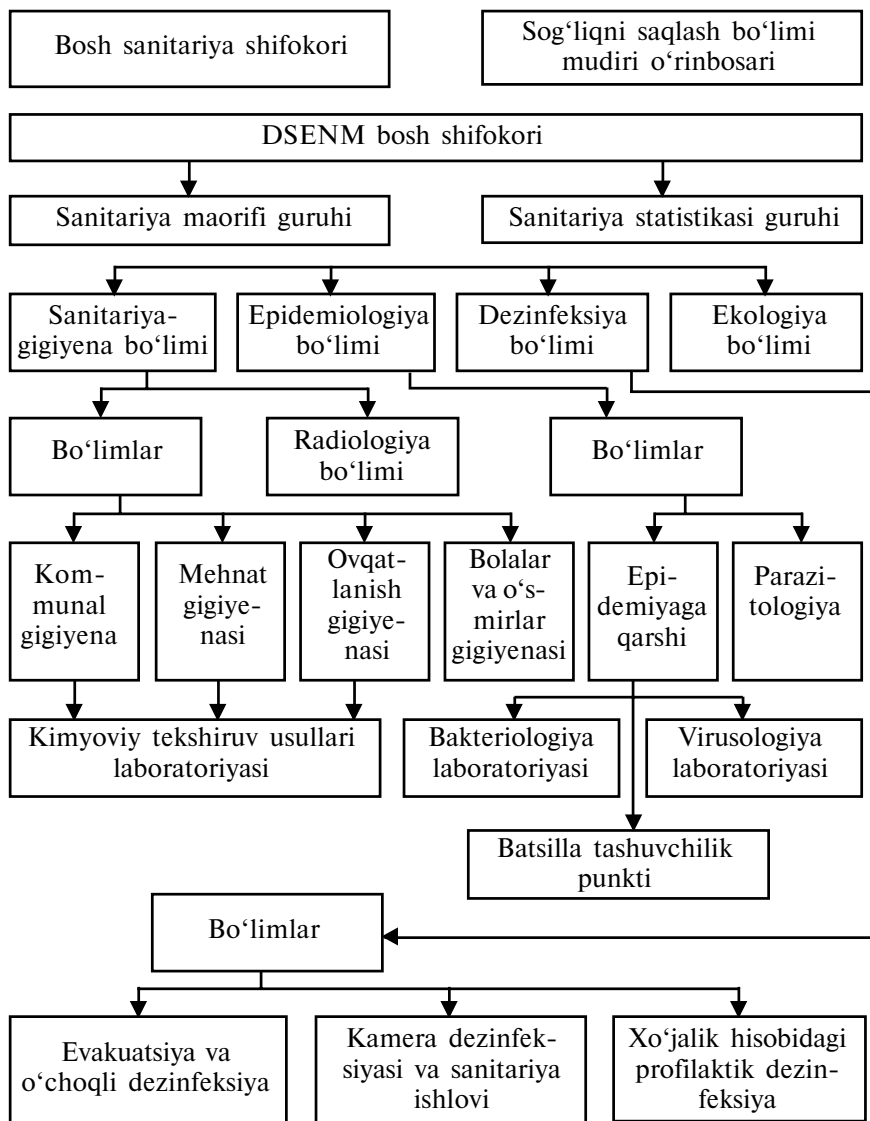 Bosh sanitariya shifokori
Sog‘liqni saqlash bo‘limi
mudiri o‘rinbosari
DSENM bosh shifokori
Sanitariya maorifi guruhi
Sanitariya statistikasi guruhi
Sanitariya-
gigiyena bo‘limi
Epidemiologiya
bo‘limi
Dezinfeksiya
bo‘limi
Ekologiya
bo‘limi
Bo‘limlar
Radiologiya
bo‘limi
Bo‘limlar
Kom-
munal
gigiyena
Mehnat
gigiye-
nasi
Ovqat-
lanish
gigiye-
nasi
Bolalar
va o‘s-
mirlar
gigiyenasi
Epi-
demiyaga
qarshi
Parazi-
tologiya
Kimyoviy tekshiruv usullari
laboratoriyasi
Bakteriologiya
laboratoriyasi
Virusologiya
laboratoriyasi
Batsilla tashuvchilik
punkti
Bo‘limlar
Evakuatsiya va
o‘choqli dezinfeksiya
Kamera dezinfek-
siyasi va sanitariya
ishlovi
Xo‘jalik hisobidagi
profilaktik dezin-
feksiya